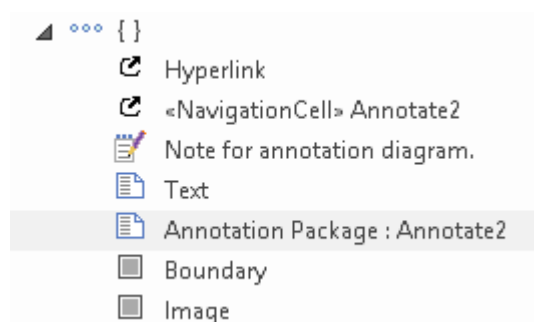 { }
Hyperlink
«NavigationCell» Annotate2
Note for annotation diagram.
Text
Annotation Package : Annotate2
Boundary
Image